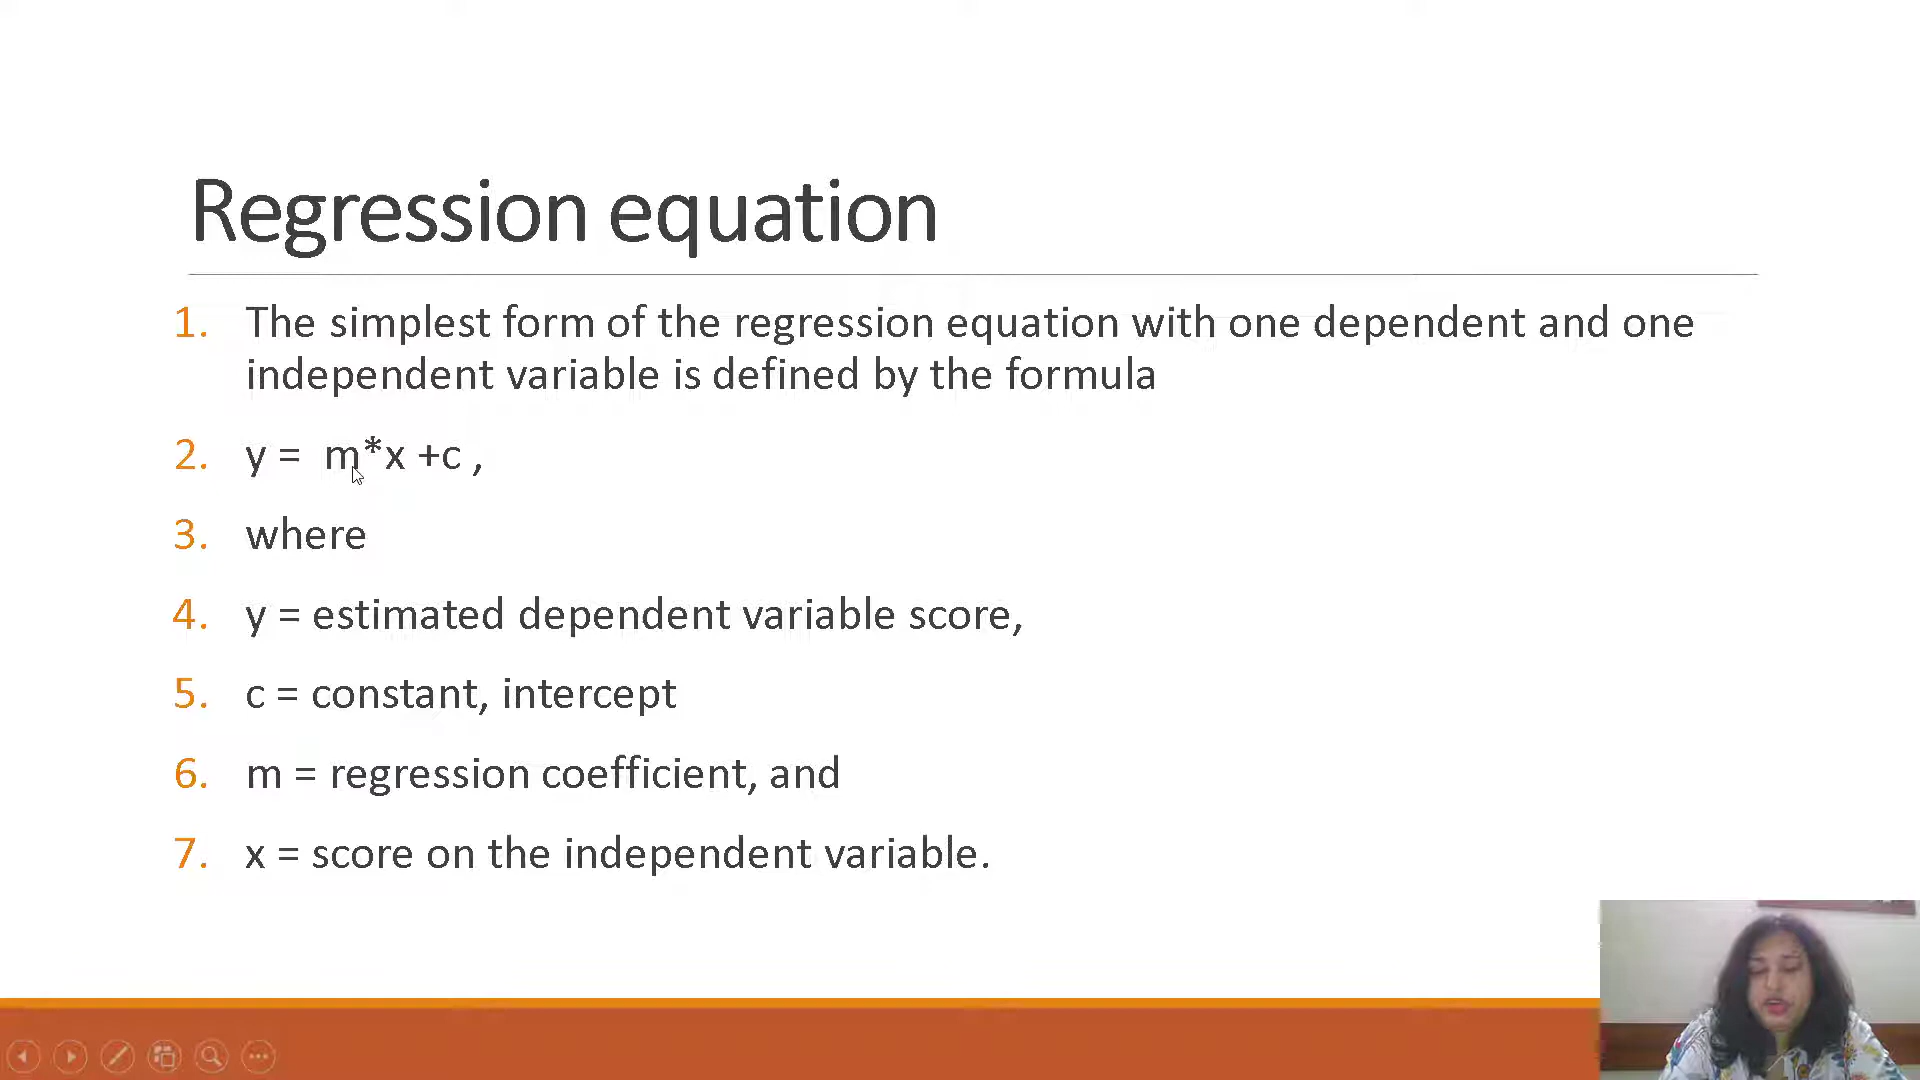 Regression equation
1. The simplest form of the regression equation with one dependent and one
independent variable is defined by the formula
2. y = m*x +c ,
3. where
4. y = estimated dependent variable score,
5. c = constant, intercept
6. m = regression coefficient, and
7. x = score on the independent variable.